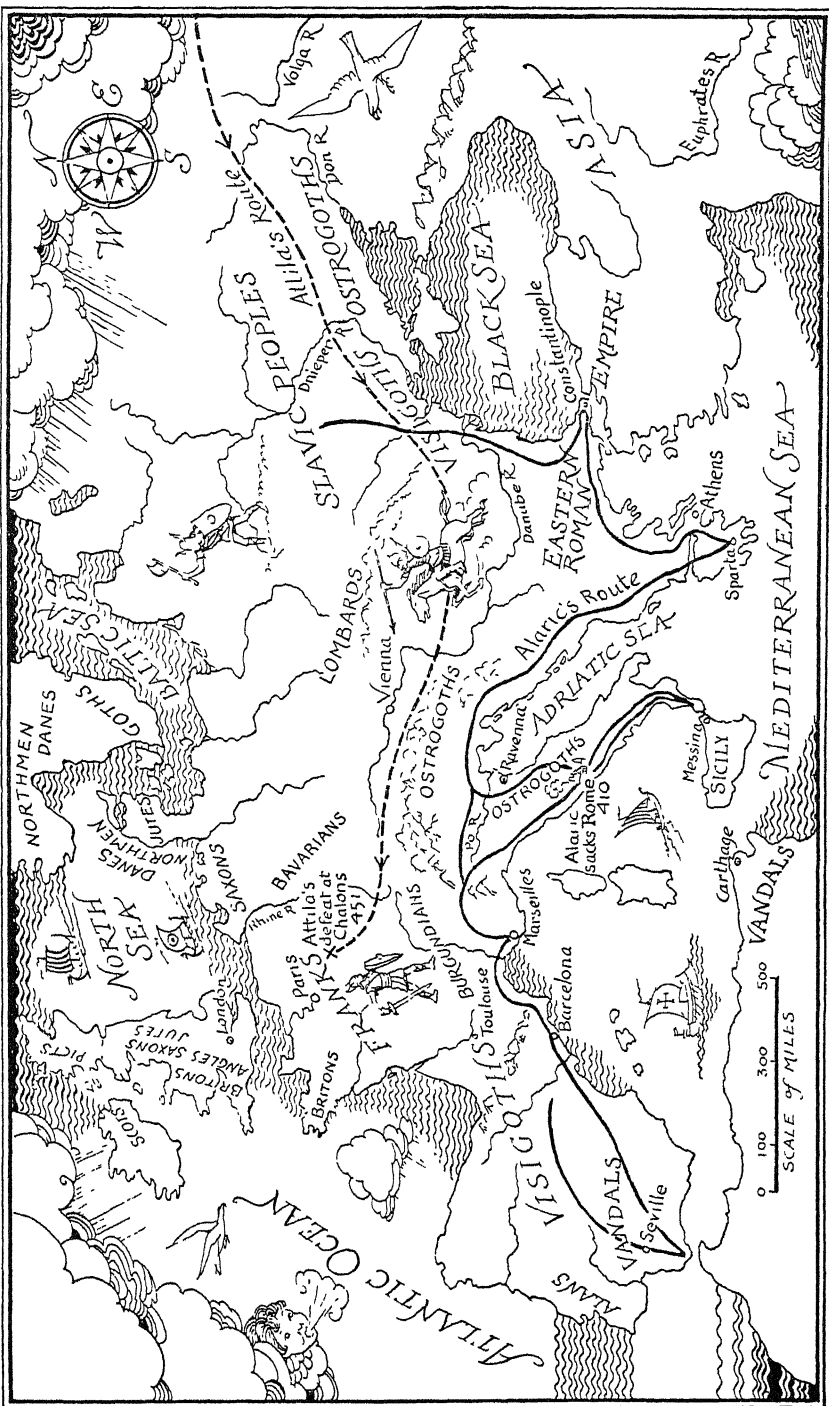 N
E
S
W
Volga R
Attila's Route
OSTROGOTHS
Don R
ASIA
Euphrates R
SLAVIC PEOPLES
Dnieper R
VISIGOTHS
BLACK SEA
Constantinople
EASTERN
ROMAN EMPIRE
Danube R
Athens
Sparta
MEDITERRANEAN SEA
BALTIC SEA
LOMBARDS
Vienna
Alaric's Route
ADRIATIC SEA
NORTHMEN
DANES
GOTHS
JUTES
DANES
NORTHMEN
SAXONS
BAVARIANS
OSTROGOTHS
Ravenna
OSTROGOTHS
Po R
Alaric
sacks Rome
410
Messina
SICILY
Carthage
VANDALS
NORTH
SEA
Rhine R
Attila's
defeat at
Chalons
451
Paris
FRANKS
BURGUNDIANS
Marseilles
Toulouse
Barcelona
London
PICTS
SCOTS
BRITONS
ANGLES SAXONS
JUTES
BRITONS
VISIGOTHS
VANDALS
Seville
ALANS
ATLANTIC OCEAN
0 100 300 500
SCALE of MILES